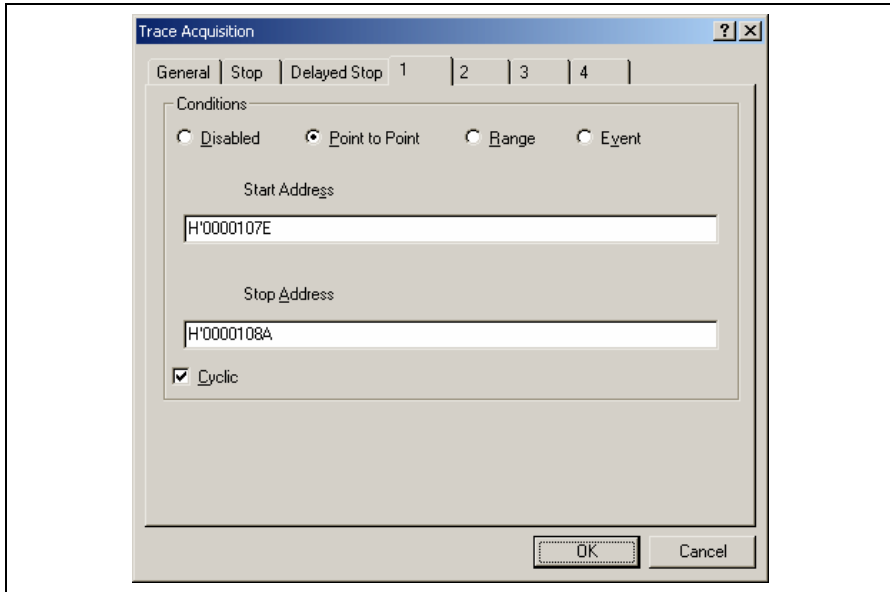 Trace Acquisition
General Stop Delayed Stop 1 2 3 4
Conditions
Disabled Point to Point Range Event
Start Address
H'0000107E
Stop Address
H'0000108A
Cyclic
OK Cancel